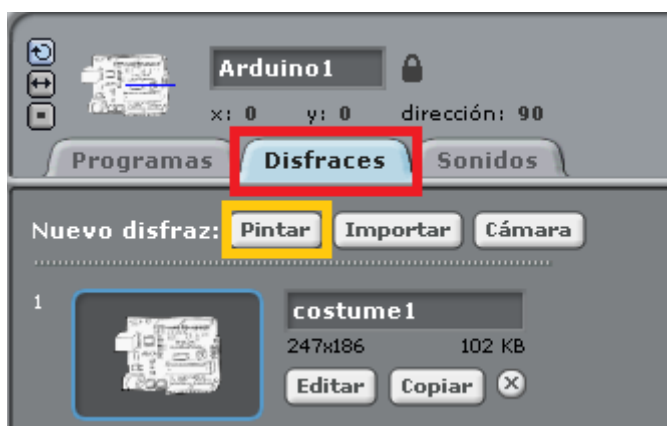 Arduino1
x: 0 y: 0 dirección: 90
Programas Disfraces Sonidos
Nuevo disfraz: Pintar Importar Cámara
1
costume1
247x186 102 KB
Editar Copiar